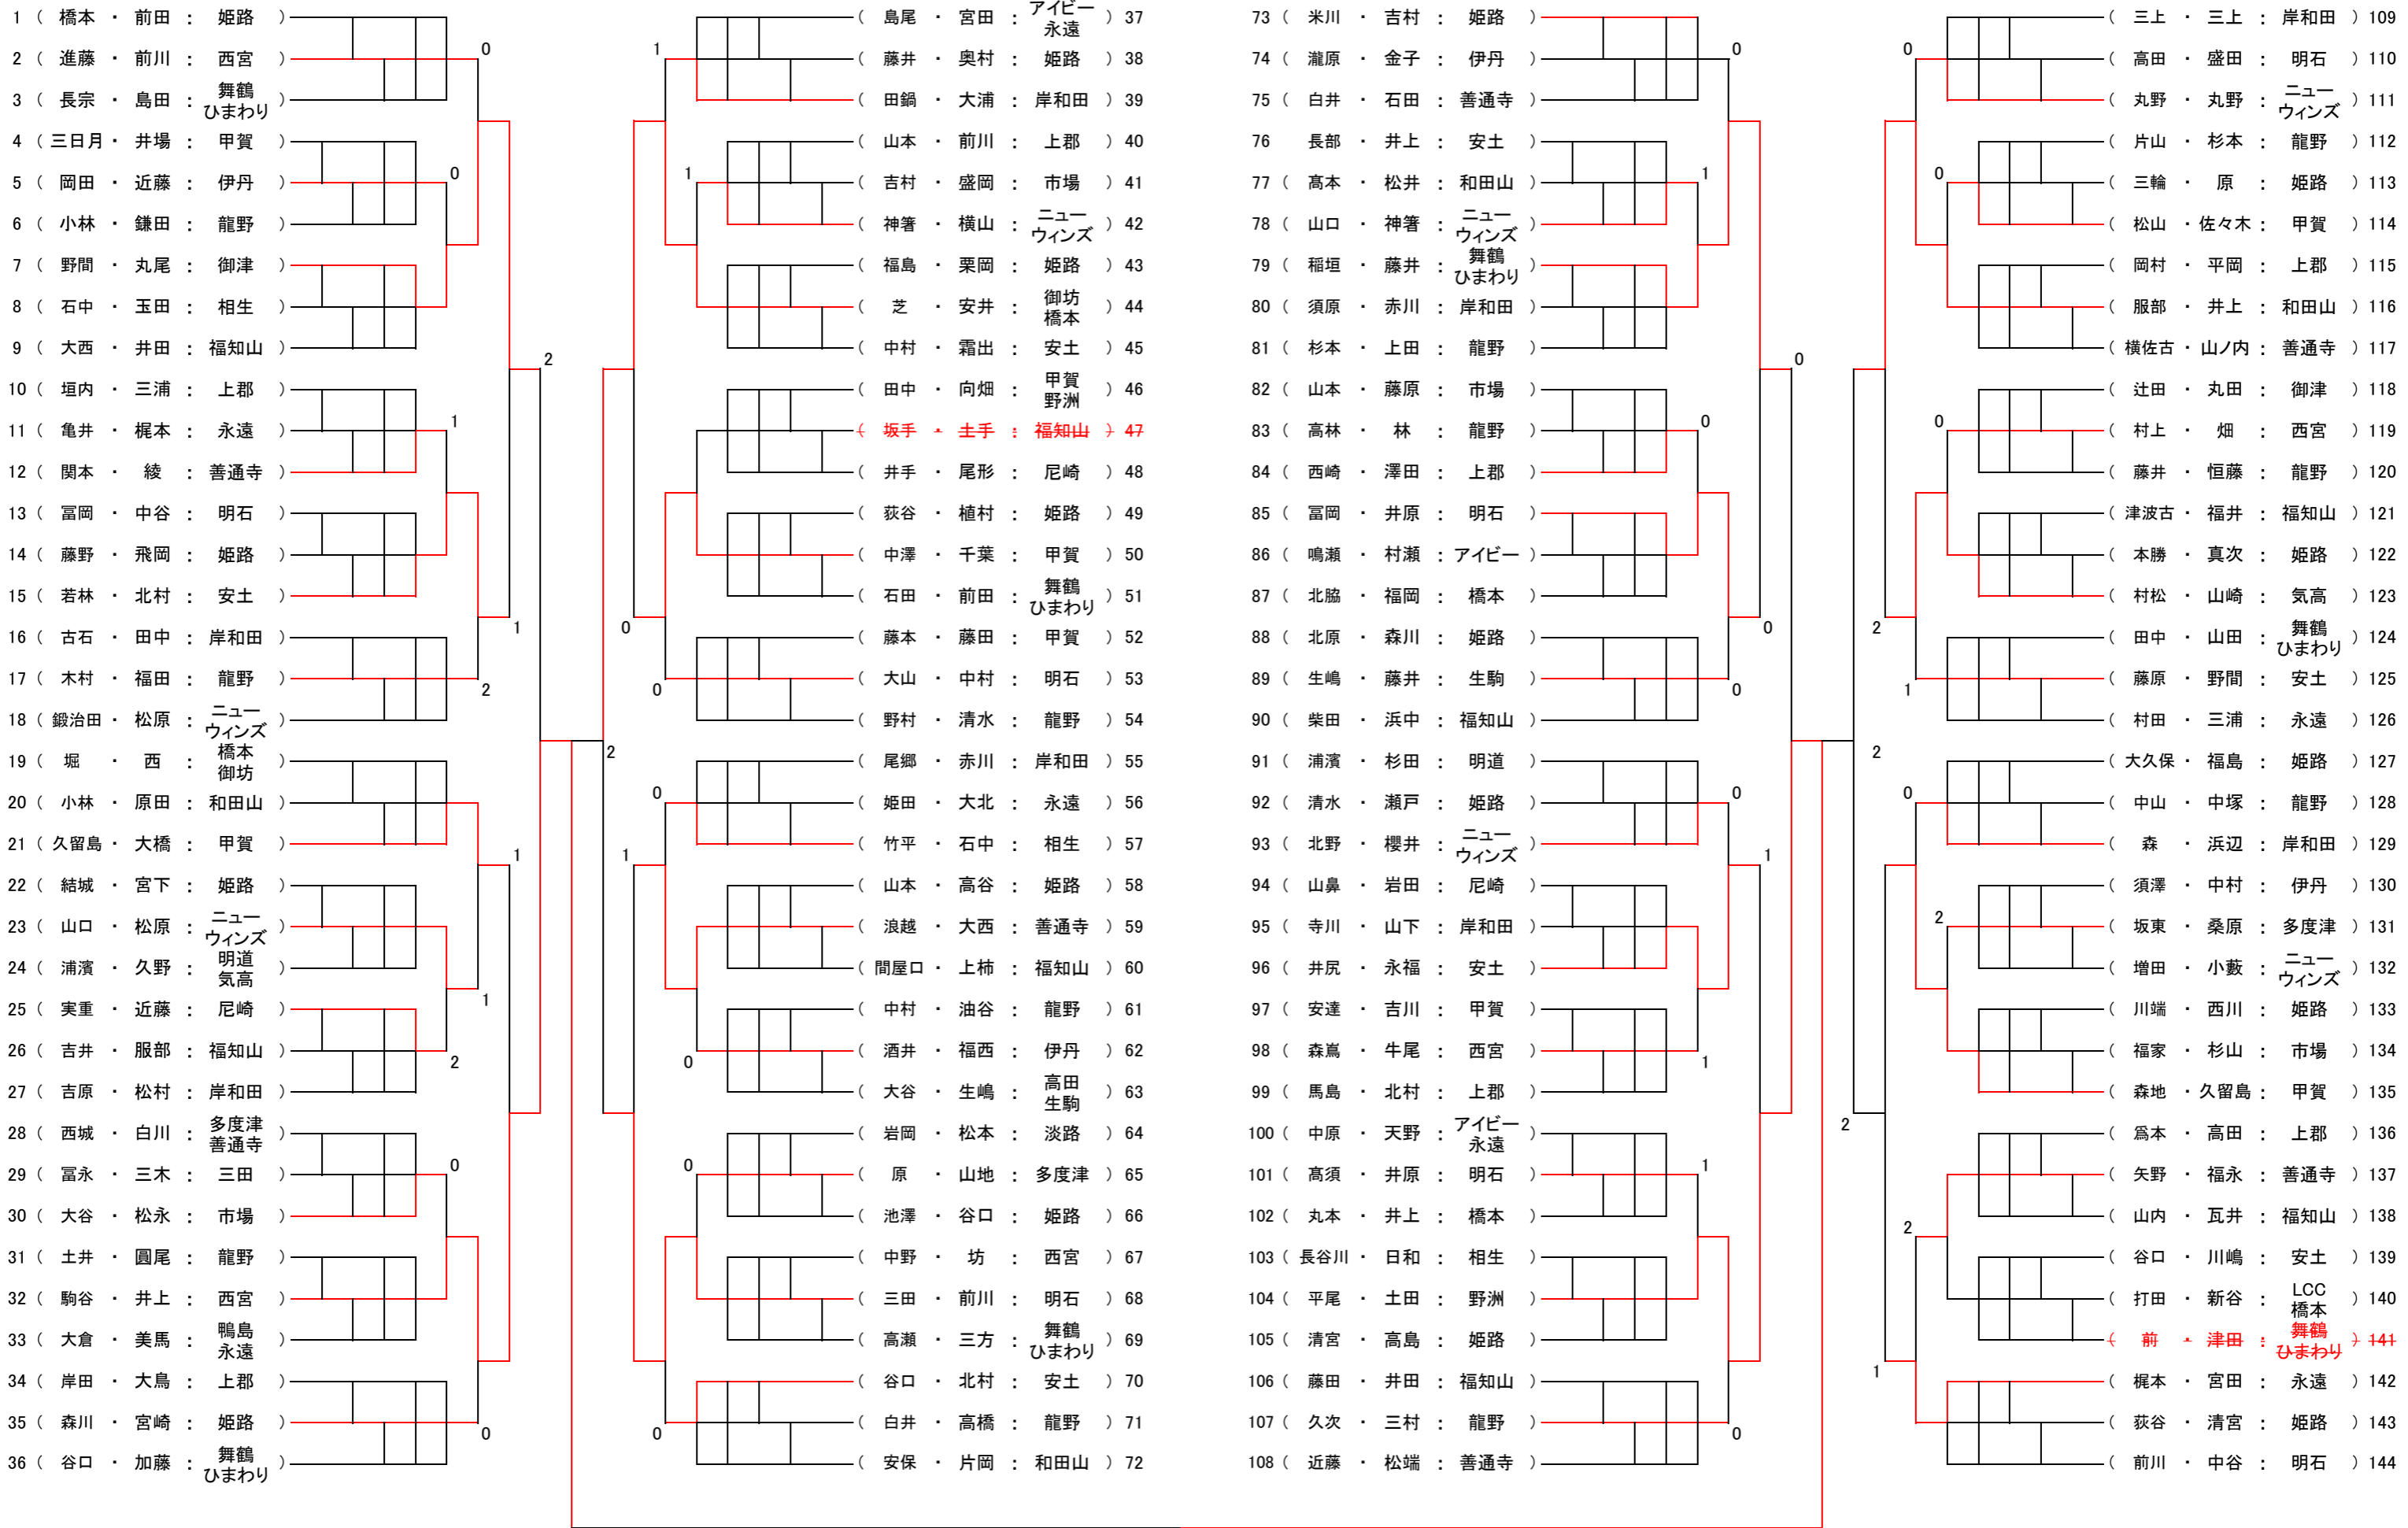 1 ( 橋本 ・ 前田 : 姫路 )
2 ( 進藤 ・ 前川 : 西宮 )
3 ( 長宗 ・ 島田 : 舞鶴 ひまわり )
4 ( 三日月 ・ 井場 : 甲賀 )
5 ( 岡田 ・ 近藤 : 伊丹 )
6 ( 小林 ・ 鎌田 : 龍野 )
7 ( 野間 ・ 丸尾 : 御津 )
8 ( 石中 ・ 玉田 : 相生 )
9 ( 大西 ・ 井田 : 福知山 )
10 ( 垣内 ・ 三浦 : 上郡 )
11 ( 亀井 ・ 梶本 : 永遠 )
12 ( 関本 ・ 綾 : 善通寺 )
13 ( 冨岡 ・ 中谷 : 明石 )
14 ( 藤野 ・ 飛岡 : 姫路 )
15 ( 若林 ・ 北村 : 安土 )
16 ( 古石 ・ 田中 : 岸和田 )
17 ( 木村 ・ 福田 : 龍野 )
18 ( 鍛治田 ・ 松原 : ニュー ウィンズ )
19 ( 堀 ・ 西 : 橋本 御坊 )
20 ( 小林 ・ 原田 : 和田山 )
21 ( 久留島 ・ 大橋 : 甲賀 )
22 ( 結城 ・ 宮下 : 姫路 )
23 ( 山口 ・ 松原 : ニュー ウィンズ )
24 ( 浦濱 ・ 久野 : 明道 気高 )
25 ( 実重 ・ 近藤 : 尼崎 )
26 ( 吉井 ・ 服部 : 福知山 )
27 ( 吉原 ・ 松村 : 岸和田 )
28 ( 西城 ・ 白川 : 多度津 善通寺 )
29 ( 冨永 ・ 三木 : 三田 )
30 ( 大谷 ・ 松永 : 市場 )
31 ( 土井 ・ 圓尾 : 龍野 )
32 ( 駒谷 ・ 井上 : 西宮 )
33 ( 大倉 ・ 美馬 : 鴨島 永遠 )
34 ( 岸田 ・ 大鳥 : 上郡 )
35 ( 森川 ・ 宮崎 : 姫路 )
36 ( 谷口 ・ 加藤 : 舞鶴 ひまわり )
0
0
2
1
1
2
1
1
2
0
0
1
1
0
0
2
0
1
0
0
0
0
( 島尾 ・ 宮田 : アイビー 永遠 ) 37
( 藤井 ・ 奥村 : 姫路 ) 38
( 田鍋 ・ 大浦 : 岸和田 ) 39
( 山本 ・ 前川 : 上郡 ) 40
( 吉村 ・ 盛岡 : 市場 ) 41
( 神箸 ・ 横山 : ニュー ウィンズ ) 42
( 福島 ・ 栗岡 : 姫路 ) 43
( 芝 ・ 安井 : 御坊 橋本 ) 44
( 中村 ・ 霜出 : 安土 ) 45
( 田中 ・ 向畑 : 甲賀 野洲 ) 46
( 坂手 ・ 土手 : 福知山 ) 47
( 井手 ・ 尾形 : 尼崎 ) 48
( 荻谷 ・ 植村 : 姫路 ) 49
( 中澤 ・ 千葉 : 甲賀 ) 50
( 石田 ・ 前田 : 舞鶴 ひまわり ) 51
( 藤本 ・ 藤田 : 甲賀 ) 52
( 大山 ・ 中村 : 明石 ) 53
( 野村 ・ 清水 : 龍野 ) 54
( 尾郷 ・ 赤川 : 岸和田 ) 55
( 姫田 ・ 大北 : 永遠 ) 56
( 竹平 ・ 石中 : 相生 ) 57
( 山本 ・ 高谷 : 姫路 ) 58
( 浪越 ・ 大西 : 善通寺 ) 59
( 間屋口 ・ 上柿 : 福知山 ) 60
( 中村 ・ 油谷 : 龍野 ) 61
( 酒井 ・ 福西 : 伊丹 ) 62
( 大谷 ・ 生嶋 : 高田 生駒 ) 63
( 岩岡 ・ 松本 : 淡路 ) 64
( 原 ・ 山地 : 多度津 ) 65
( 池澤 ・ 谷口 : 姫路 ) 66
( 中野 ・ 坊 : 西宮 ) 67
( 三田 ・ 前川 : 明石 ) 68
( 高瀬 ・ 三方 : 舞鶴 ひまわり ) 69
( 谷口 ・ 北村 : 安土 ) 70
( 白井 ・ 高橋 : 龍野 ) 71
( 安保 ・ 片岡 : 和田山 ) 72
73 ( 米川 ・ 吉村 : 姫路 )
74 ( 瀧原 ・ 金子 : 伊丹 )
75 ( 白井 ・ 石田 : 善通寺 )
76 長部 ・ 井上 : 安土 )
77 ( 髙本 ・ 松井 : 和田山 )
78 ( 山口 ・ 神箸 : ニュー ウィンズ )
79 ( 稲垣 ・ 藤井 : 舞鶴 ひまわり )
80 ( 須原 ・ 赤川 : 岸和田 )
81 ( 杉本 ・ 上田 : 龍野 )
82 ( 山本 ・ 藤原 : 市場 )
83 ( 高林 ・ 林 : 龍野 )
84 ( 西崎 ・ 澤田 : 上郡 )
85 ( 冨岡 ・ 井原 : 明石 )
86 ( 鳴瀬 ・ 村瀬 : アイビー )
87 ( 北脇 ・ 福岡 : 橋本 )
88 ( 北原 ・ 森川 : 姫路 )
89 ( 生嶋 ・ 藤井 : 生駒 )
90 ( 柴田 ・ 浜中 : 福知山 )
91 ( 浦濱 ・ 杉田 : 明道 )
92 ( 清水 ・ 瀬戸 : 姫路 )
93 ( 北野 ・ 櫻井 : ニュー ウィンズ )
94 ( 山鼻 ・ 岩田 : 尼崎 )
95 ( 寺川 ・ 山下 : 岸和田 )
96 ( 井尻 ・ 永福 : 安土 )
97 ( 安達 ・ 吉川 : 甲賀 )
98 ( 森嶌 ・ 牛尾 : 西宮 )
99 ( 馬島 ・ 北村 : 上郡 )
100 ( 中原 ・ 天野 : アイビー 永遠 )
101 ( 髙須 ・ 井原 : 明石 )
102 ( 丸本 ・ 井上 : 橋本 )
103 ( 長谷川 ・ 日和 : 相生 )
104 ( 平尾 ・ 土田 : 野洲 )
105 ( 清宮 ・ 高島 : 姫路 )
106 ( 藤田 ・ 井田 : 福知山 )
107 ( 久次 ・ 三村 : 龍野 )
108 ( 近藤 ・ 松端 : 善通寺 )
0
1
0
0
0
0
0
1
1
1
0
0
0
0
2
1
2
0
2
2
2
1
( 三上 ・ 三上 : 岸和田 ) 109
( 高田 ・ 盛田 : 明石 ) 110
( 丸野 ・ 丸野 : ニュー ウィンズ ) 111
( 片山 ・ 杉本 : 龍野 ) 112
( 三輪 ・ 原 : 姫路 ) 113
( 松山 ・ 佐々木 : 甲賀 ) 114
( 岡村 ・ 平岡 : 上郡 ) 115
( 服部 ・ 井上 : 和田山 ) 116
( 横佐古 ・ 山ノ内 : 善通寺 ) 117
( 辻田 ・ 丸田 : 御津 ) 118
( 村上 ・ 畑 : 西宮 ) 119
( 藤井 ・ 恒藤 : 龍野 ) 120
( 津波古 ・ 福井 : 福知山 ) 121
( 本勝 ・ 真次 : 姫路 ) 122
( 村松 ・ 山崎 : 気高 ) 123
( 田中 ・ 山田 : 舞鶴 ひまわり ) 124
( 藤原 ・ 野間 : 安土 ) 125
( 村田 ・ 三浦 : 永遠 ) 126
( 大久保 ・ 福島 : 姫路 ) 127
( 中山 ・ 中塚 : 龍野 ) 128
( 森 ・ 浜辺 : 岸和田 ) 129
( 須澤 ・ 中村 : 伊丹 ) 130
( 坂東 ・ 桑原 : 多度津 ) 131
( 増田 ・ 小薮 : ニュー ウィンズ ) 132
( 川端 ・ 西川 : 姫路 ) 133
( 福家 ・ 杉山 : 市場 ) 134
( 森地 ・ 久留島 : 甲賀 ) 135
( 爲本 ・ 高田 : 上郡 ) 136
( 矢野 ・ 福永 : 善通寺 ) 137
( 山内 ・ 瓦井 : 福知山 ) 138
( 谷口 ・ 川嶋 : 安土 ) 139
( 打田 ・ 新谷 : LCC 橋本 ) 140
( 前 ・ 津田 : 舞鶴 ひまわり ) 141
( 梶本 ・ 宮田 : 永遠 ) 142
( 荻谷 ・ 清宮 : 姫路 ) 143
( 前川 ・ 中谷 : 明石 ) 144